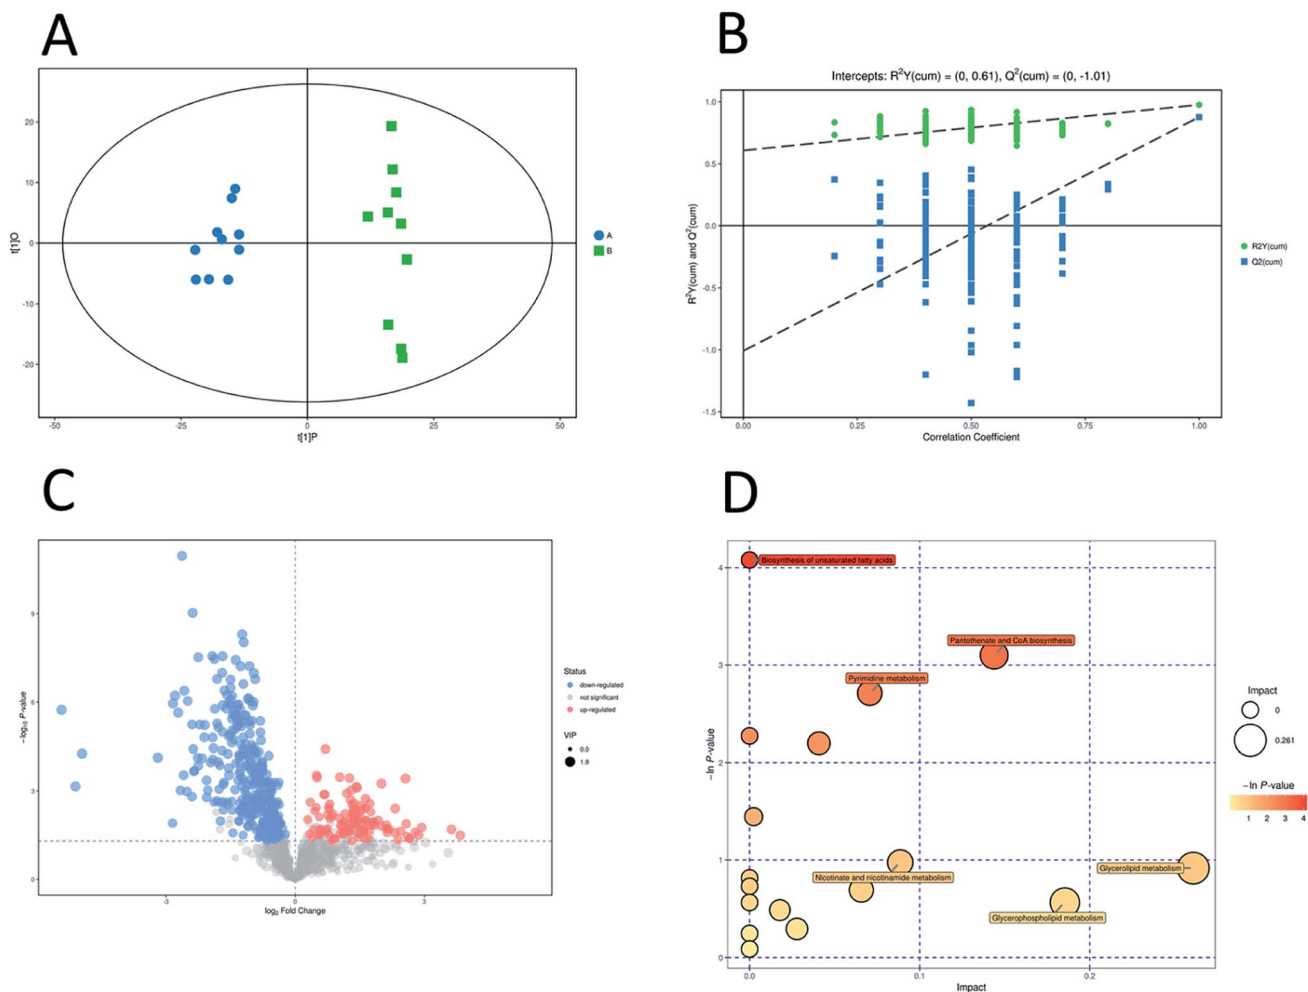 A
t[1]O
20
10
0
-10
-20
-50
-25
0
25
50
t[1]P
A
B
B
Intercepts: R²Y(cum) = (0, 0.61), Q²(cum) = (0, -1.01)
R²Y(cum) and Q²(cum)
1.0
0.5
0.0
-0.5
-1.0
-1.5
0.00
0.25
0.50
0.75
1.00
Correlation Coefficient
R2Y(cum)
Q2(cum)
C
−log₁₀ P-value
9
6
3
0
-3
0
3
log₂ Fold Change
Status
down-regulated
not significant
up-regulated
VIP
0.0
1.9
D
−ln P-value
4
3
2
1
0
Biosynthesis of unsaturated fatty acids
Pantothenate and CoA biosynthesis
Pyrimidine metabolism
Glycerolipid metabolism
Nicotinate and nicotinamide metabolism
Glycerophospholipid metabolism
0.0
0.1
0.2
Impact
Impact
0
0.261
−ln P-value
1 2 3 4